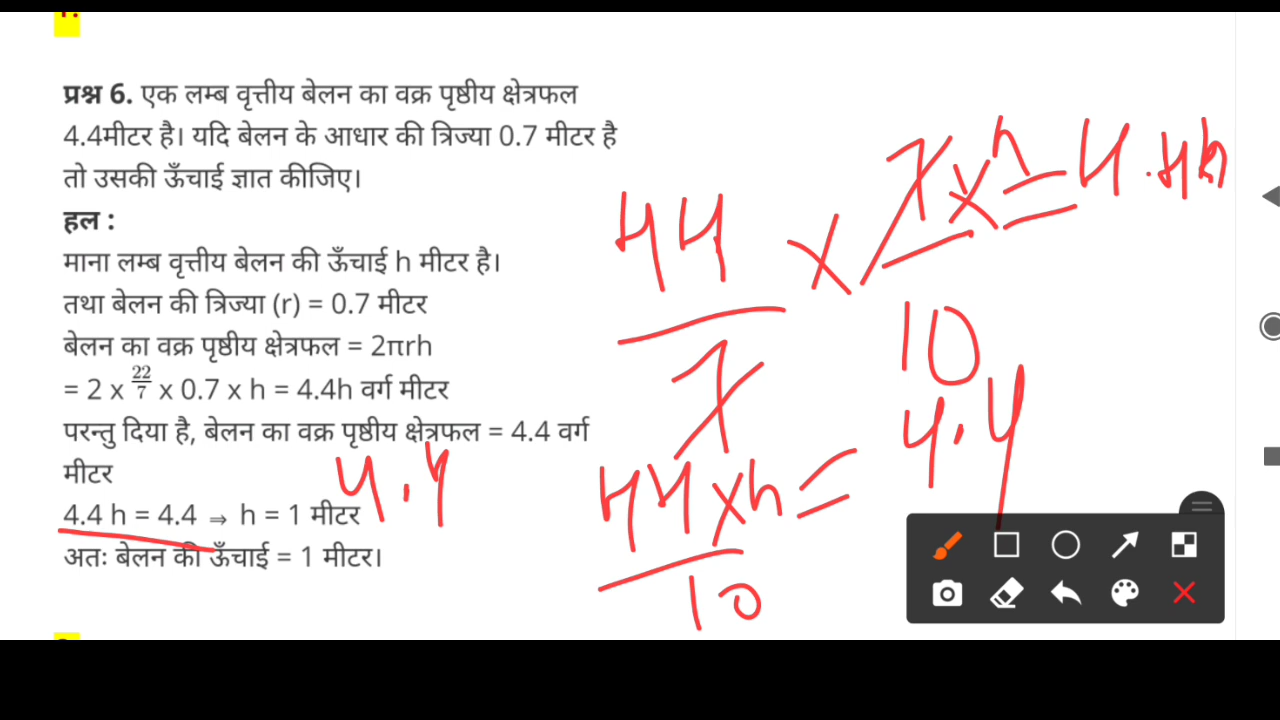 प्रश्न 6. एक लम्ब वृत्तीय बेलन का वक्र पृष्ठीय क्षेत्रफल
4.4मीटर है। यदि बेलन के आधार की त्रिज्या 0.7 मीटर है
तो उसकी ऊँचाई ज्ञात कीजिए।
हल :
माना लम्ब वृत्तीय बेलन की ऊँचाई h मीटर है।
तथा बेलन की त्रिज्या (r) = 0.7 मीटर
बेलन का वक्र पृष्ठीय क्षेत्रफल = 2πrh
= 2 x 22/7 x 0.7 x h = 4.4h वर्ग मीटर
परन्तु दिया है, बेलन का वक्र पृष्ठीय क्षेत्रफल = 4.4 वर्ग
मीटर
4.4 h = 4.4 ⇒ h = 1 मीटर
अतः बेलन की ऊँचाई = 1 मीटर।
4.4
44/7 x 7/10 x h = 4.4h
44 x h/10 = 4.4